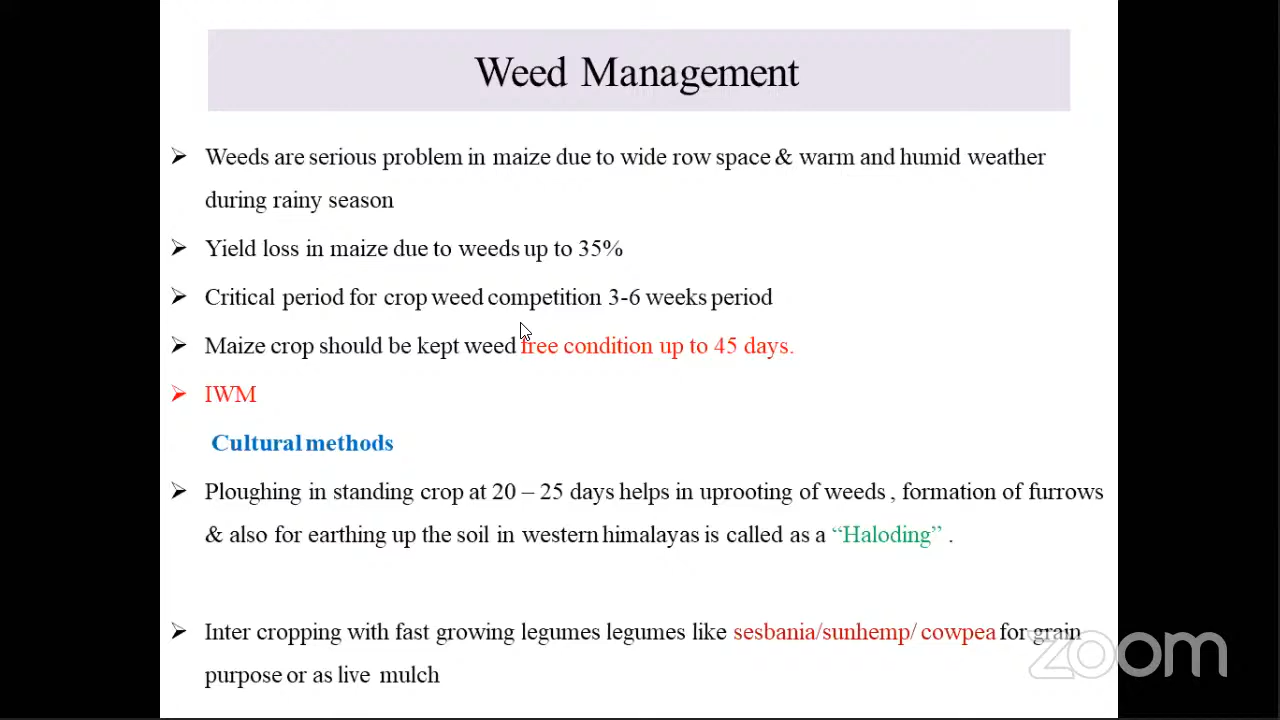 Weed Management
➢ Weeds are serious problem in maize due to wide row space & warm and humid weather
during rainy season
➢ Yield loss in maize due to weeds up to 35%
➢ Critical period for crop weed competition 3-6 weeks period
➢ Maize crop should be kept weed free condition up to 45 days.
➢ IWM
Cultural methods
➢ Ploughing in standing crop at 20 – 25 days helps in uprooting of weeds , formation of furrows
& also for earthing up the soil in western himalayas is called as a “Haloding” .
➢ Inter cropping with fast growing legumes legumes like sesbania/sunhemp/ cowpea for grain
purpose or as live mulch
zoom